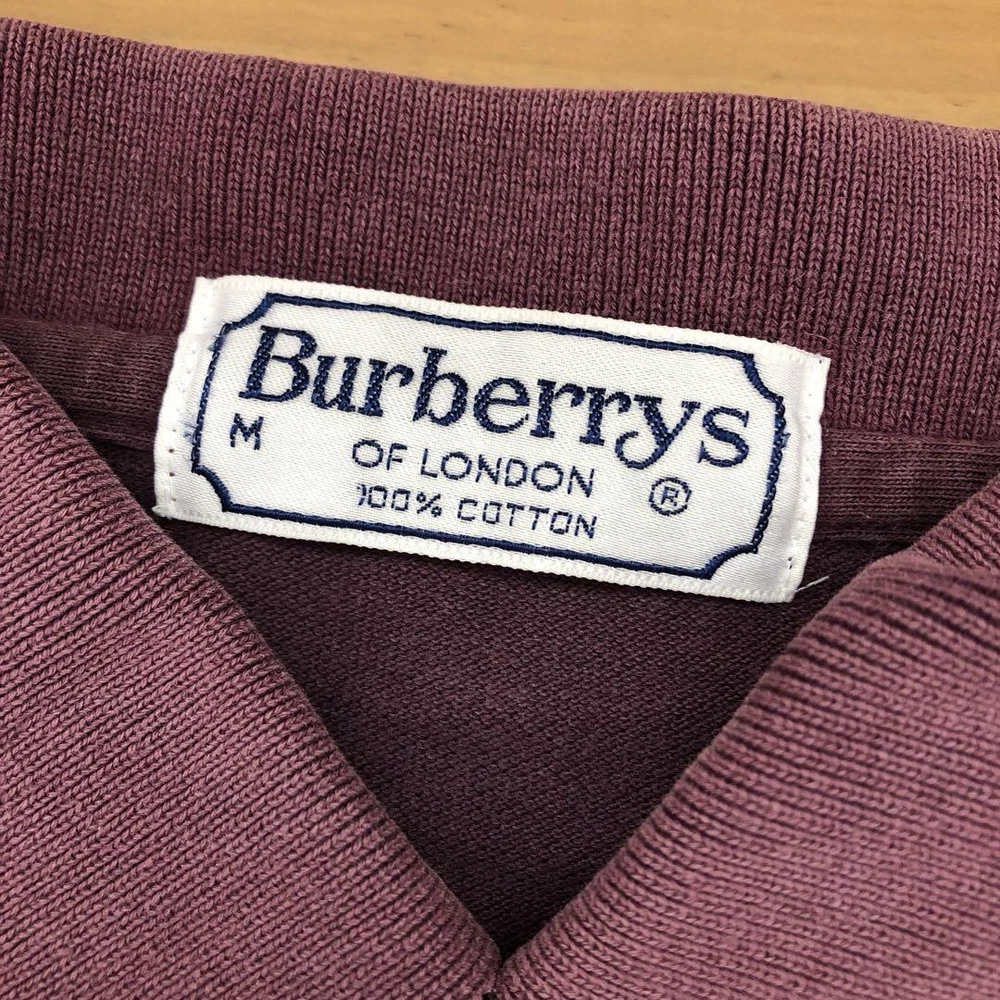 Burberrys
M
OF LONDON ®
100% COTTON